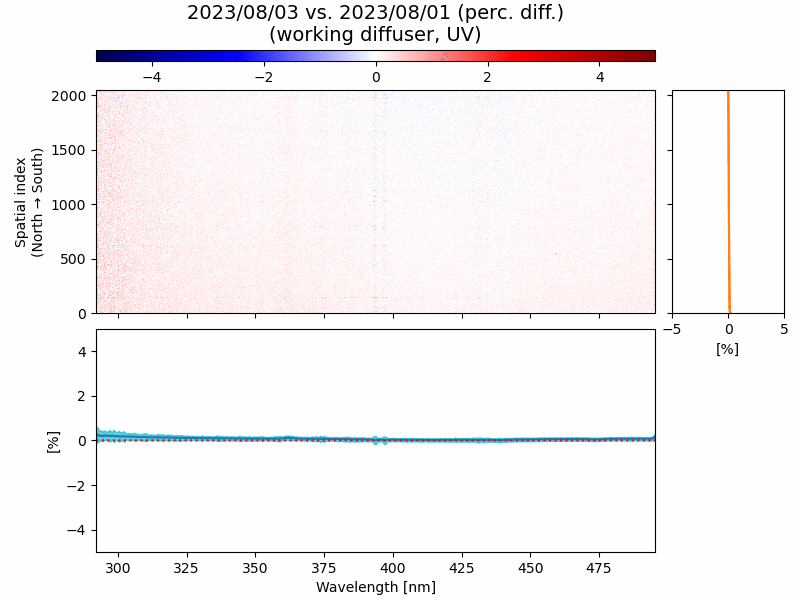 2023/08/03 vs. 2023/08/01 (perc. diff.)
(working diffuser, UV)
−4 −2 0 2 4
Spatial index
(North → South)
2000
1500
1000
500
0
−5 0 5
[%]
[%]
4
2
0
−2
−4
300 325 350 375 400 425 450 475
Wavelength [nm]